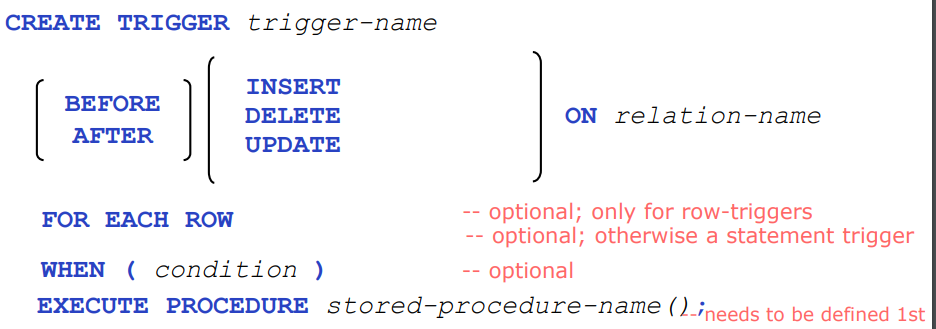 CREATE TRIGGER trigger-name
BEFORE
AFTER
INSERT
DELETE
UPDATE
ON relation-name
FOR EACH ROW -- optional; only for row-triggers
-- optional; otherwise a statement trigger
WHEN ( condition ) -- optional
EXECUTE PROCEDURE stored-procedure-name();
-- needs to be defined 1st